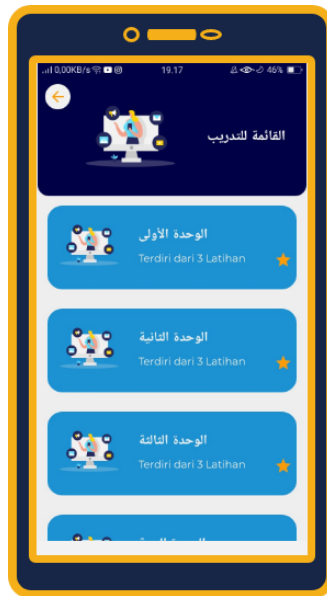 0,00KB/s 19.17 46%
القائمة للتدريب
الوحدة الأولى
Terdiri dari 3 Latihan
الوحدة الثانية
Terdiri dari 3 Latihan
الوحدة الثالثة
Terdiri dari 3 Latihan